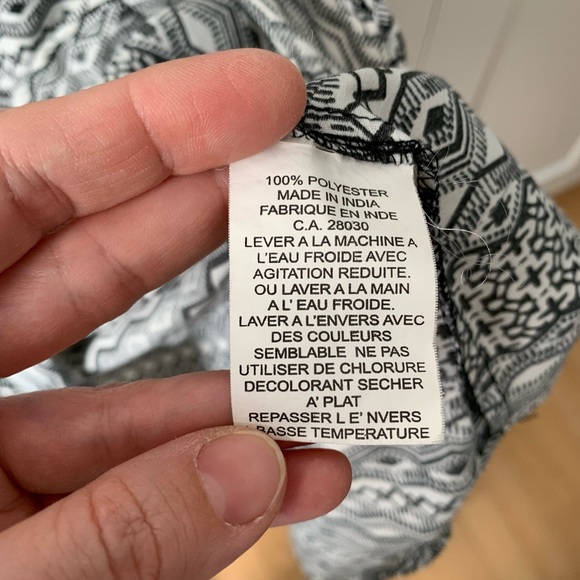 100% POLYESTER
MADE IN INDIA
FABRIQUE EN INDE
C.A. 28030
LEVER A LA MACHINE A
L'EAU FROIDE AVEC
AGITATION REDUITE.
OU LAVER A LA MAIN
A L' EAU FROIDE.
LAVER A L'ENVERS AVEC
DES COULEURS
SEMBLABLE NE PAS
UTILISER DE CHLORURE
DECOLORANT SECHER
A' PLAT
REPASSER L E' NVERS
BASSE TEMPERATURE